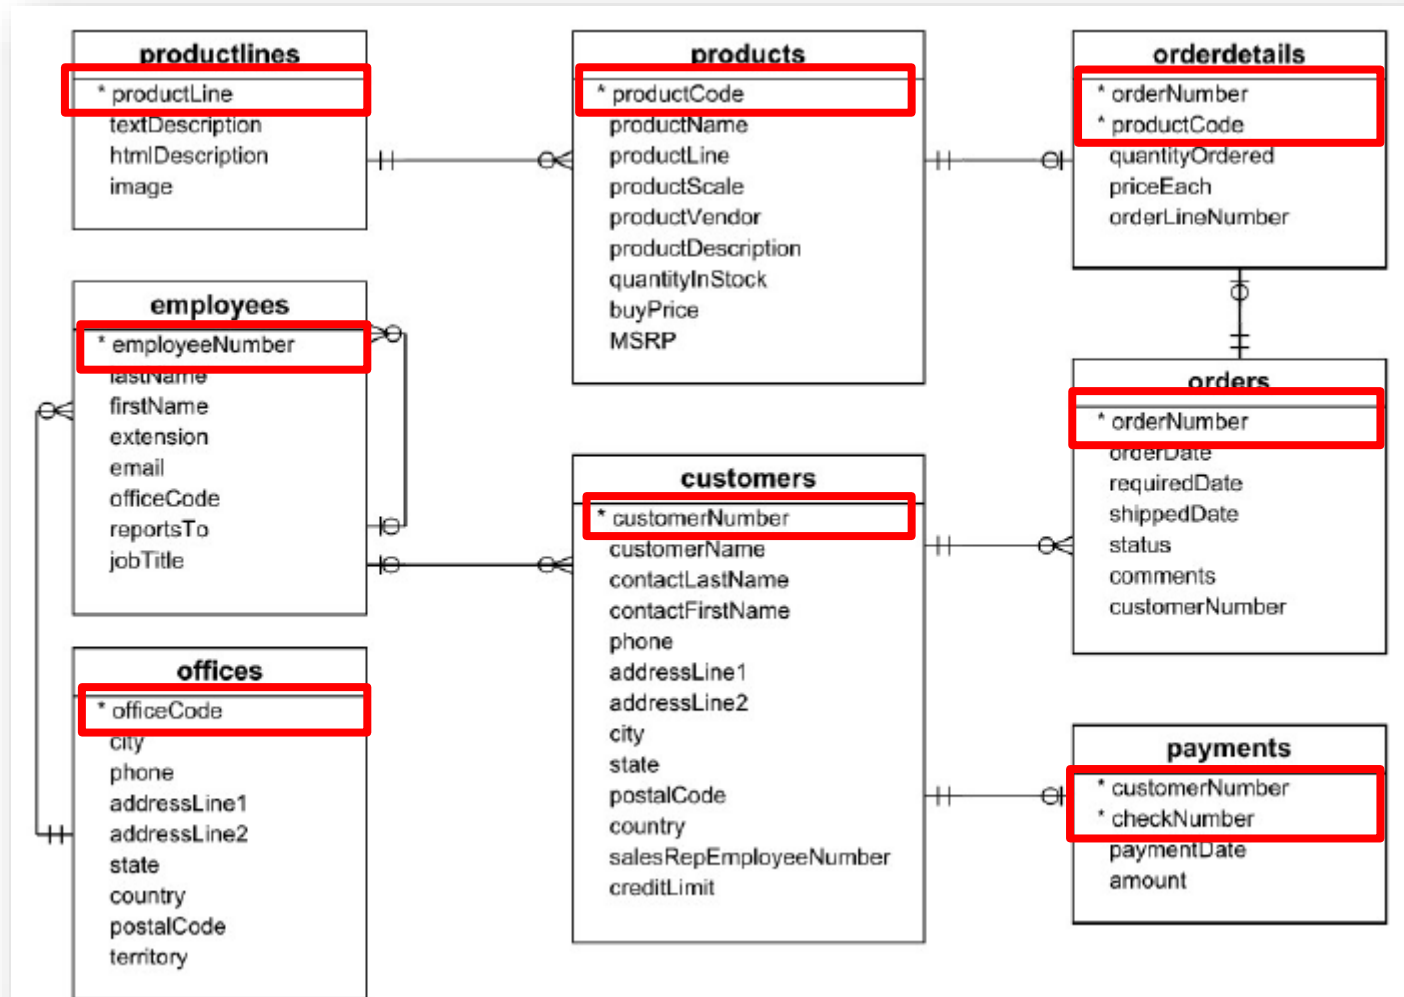 productlines
* productLine
textDescription
htmlDescription
image
products
* productCode
productName
productLine
productScale
productVendor
productDescription
quantityInStock
buyPrice
MSRP
orderdetails
* orderNumber
* productCode
quantityOrdered
priceEach
orderLineNumber
employees
* employeeNumber
lastName
firstName
extension
email
officeCode
reportsTo
jobTitle
customers
* customerNumber
customerName
contactLastName
contactFirstName
phone
addressLine1
addressLine2
city
state
postalCode
country
salesRepEmployeeNumber
creditLimit
orders
* orderNumber
orderDate
requiredDate
shippedDate
status
comments
customerNumber
offices
* officeCode
city
phone
addressLine1
addressLine2
state
country
postalCode
territory
payments
* customerNumber
* checkNumber
paymentDate
amount